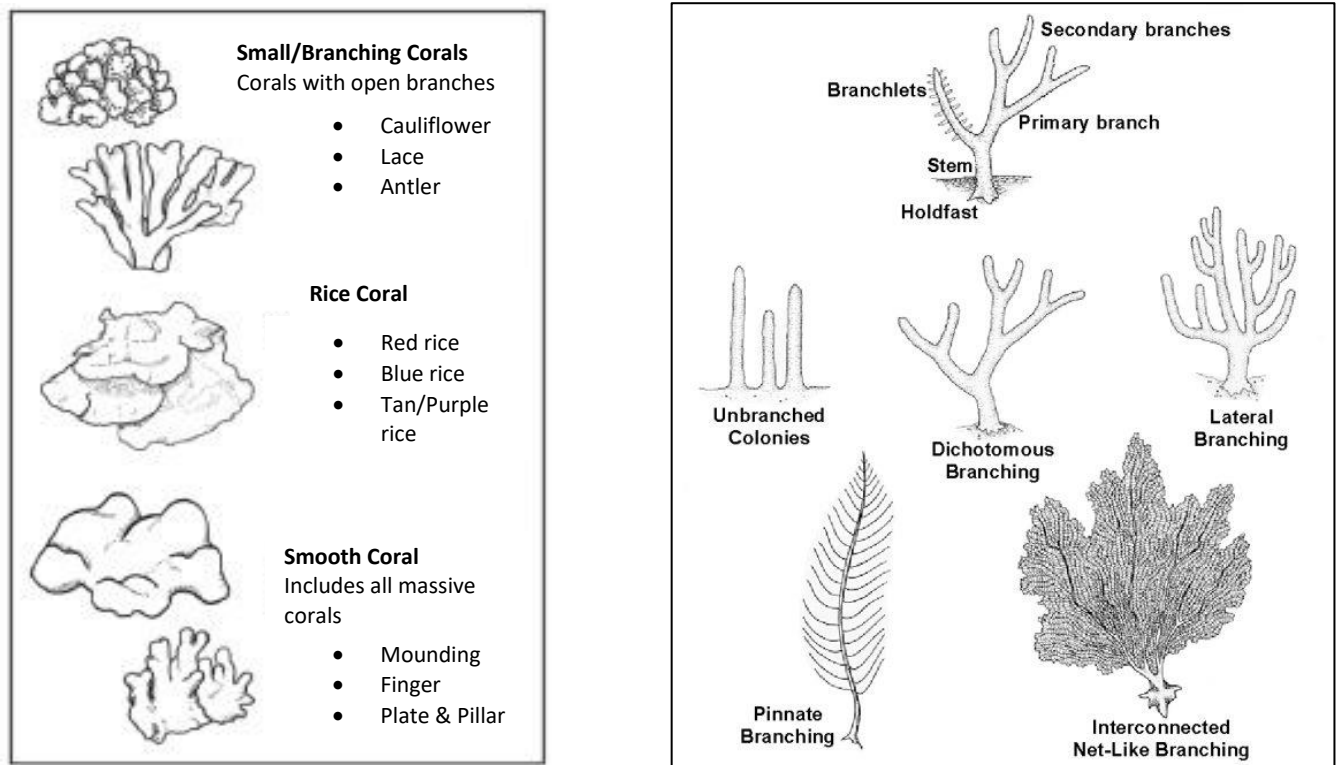 Small/Branching Corals
Corals with open branches
• Cauliflower
• Lace
• Antler
Rice Coral
• Red rice
• Blue rice
• Tan/Purple
rice
Smooth Coral
Includes all massive
corals
• Mounding
• Finger
• Plate & Pillar
Secondary branches
Branchlets
Primary branch
Stem
Holdfast
Unbranched
Colonies
Dichotomous
Branching
Lateral
Branching
Pinnate
Branching
Interconnected
Net-Like Branching